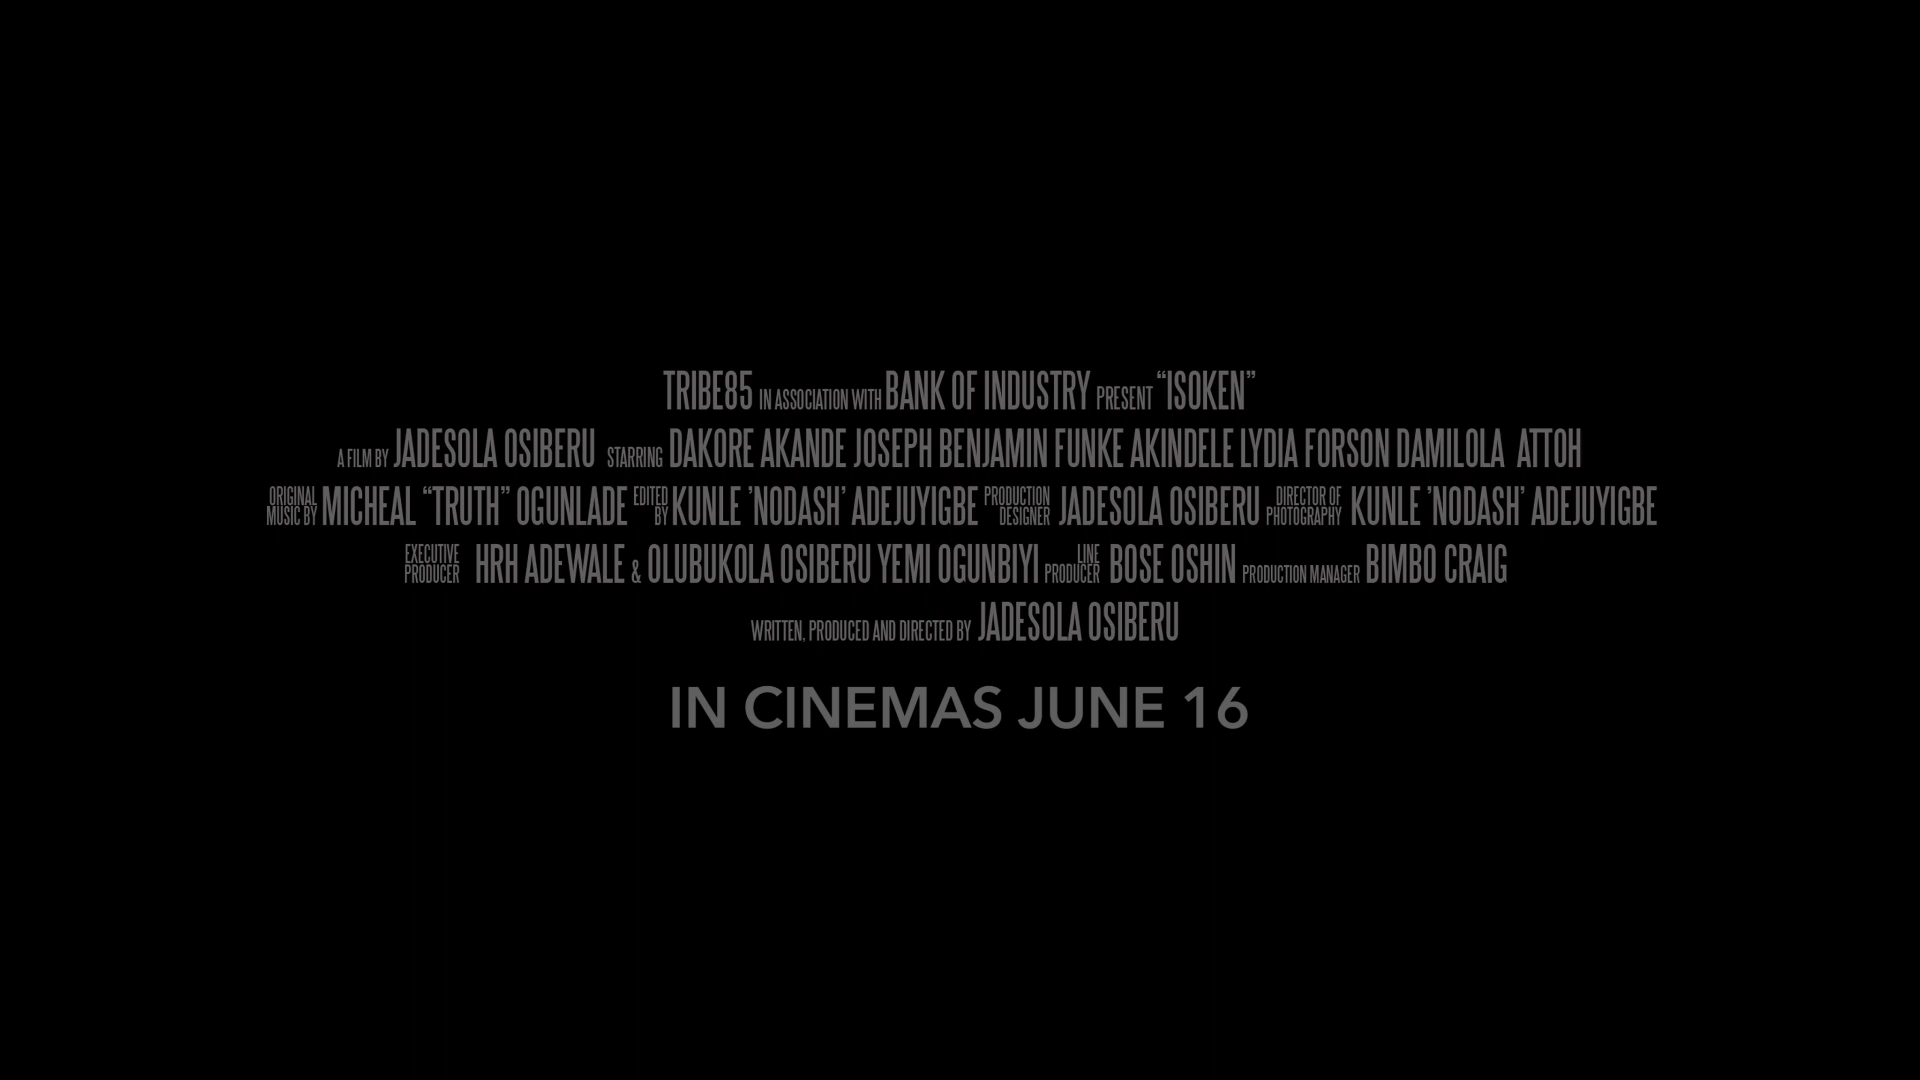 TRIBE85 IN ASSOCIATION WITH BANK OF INDUSTRY PRESENT “ISOKEN”
A FILM BY JADESOLA OSIBERU STARRING DAKORE AKANDE JOSEPH BENJAMIN FUNKE AKINDELE LYDIA FORSON DAMILOLA ATTOH
ORIGINAL MUSIC BY MICHEAL “TRUTH” OGUNLADE EDITED BY KUNLE ’NODASH’ ADEJUYIGBE PRODUCTION DESIGNER JADESOLA OSIBERU DIRECTOR OF PHOTOGRAPHY KUNLE ’NODASH’ ADEJUYIGBE
EXECUTIVE PRODUCER HRH ADEWALE & OLUBUKOLA OSIBERU YEMI OGUNBIYI LINE PRODUCER BOSE OSHIN PRODUCTION MANAGER BIMBO CRAIG
WRITTEN, PRODUCED AND DIRECTED BY JADESOLA OSIBERU
IN CINEMAS JUNE 16